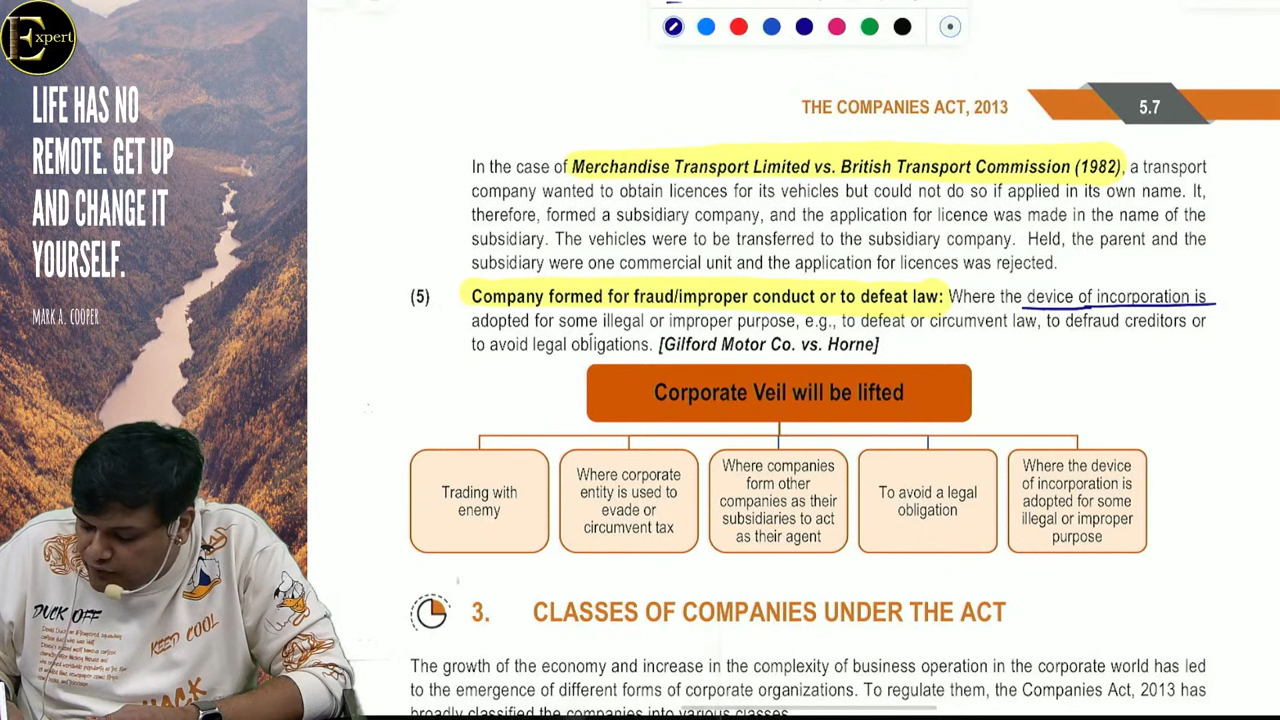 Expert
LIFE HAS NO
REMOTE. GET UP
AND CHANGE IT
YOURSELF.
MARK A. COOPER
THE COMPANIES ACT, 2013
5.7
In the case of Merchandise Transport Limited vs. British Transport Commission (1982), a transport
company wanted to obtain licences for its vehicles but could not do so if applied in its own name. It,
therefore, formed a subsidiary company, and the application for licence was made in the name of the
subsidiary. The vehicles were to be transferred to the subsidiary company. Held, the parent and the
subsidiary were one commercial unit and the application for licences was rejected.
(5) Company formed for fraud/improper conduct or to defeat law: Where the device of incorporation is
adopted for some illegal or improper purpose, e.g., to defeat or circumvent law, to defraud creditors or
to avoid legal obligations. [Gilford Motor Co. vs. Horne]
Corporate Veil will be lifted
Trading with
enemy
Where corporate
entity is used to
evade or
circumvent tax
Where companies
form other
companies as their
subsidiaries to act
as their agent
To avoid a legal
obligation
Where the device
of incorporation is
adopted for some
illegal or improper
purpose
3. CLASSES OF COMPANIES UNDER THE ACT
The growth of the economy and increase in the complexity of business operation in the corporate world has led
to the emergence of different forms of corporate organizations. To regulate them, the Companies Act, 2013 has
broadly classified the companies into various classes.
DUCK OFF
KEEP COOL